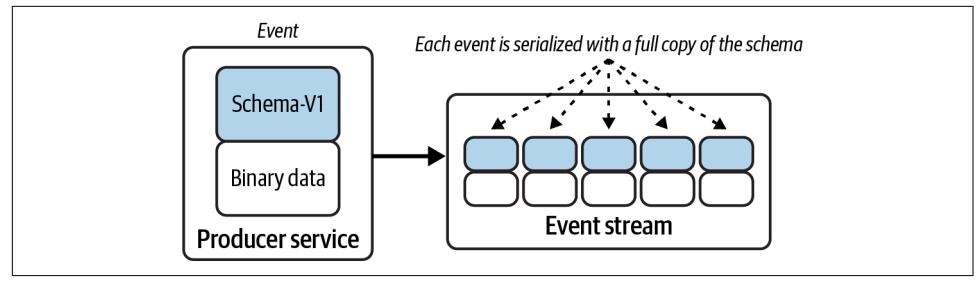 Event
Each event is serialized with a full copy of the schema
Schema-V1
Binary data
Producer service
Event stream